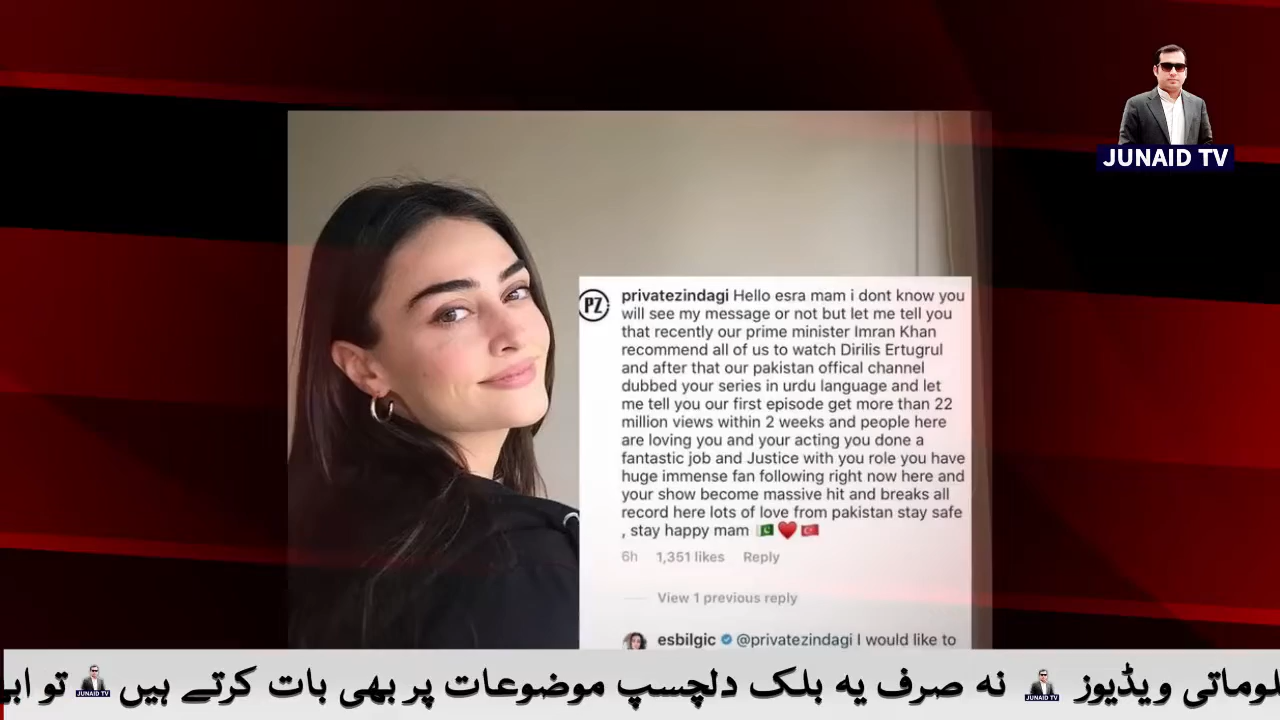 JUNAID TV
PZ
privatezindagi Hello esra mam i dont know you
will see my message or not but let me tell you
that recently our prime minister Imran Khan
recommend all of us to watch Dirilis Ertugrul
and after that our pakistan offical channel
dubbed your series in urdu language and let
me tell you our first episode get more than 22
million views within 2 weeks and people here
are loving you and your acting you done a
fantastic job and Justice with you role you have
huge immense fan following right now here and
your show become massive hit and breaks all
record here lots of love from pakistan stay safe
, stay happy mam 🇵🇰♥️🇹🇷
6h 1,351 likes Reply
View 1 previous reply
esbilgic @privatezindagi I would like to
ویڈیوز JUNAID TV نہ صرف یہ بلک دلچسپ موضوعات پر بھی بات کرتے ہیں JUNAID TV تو